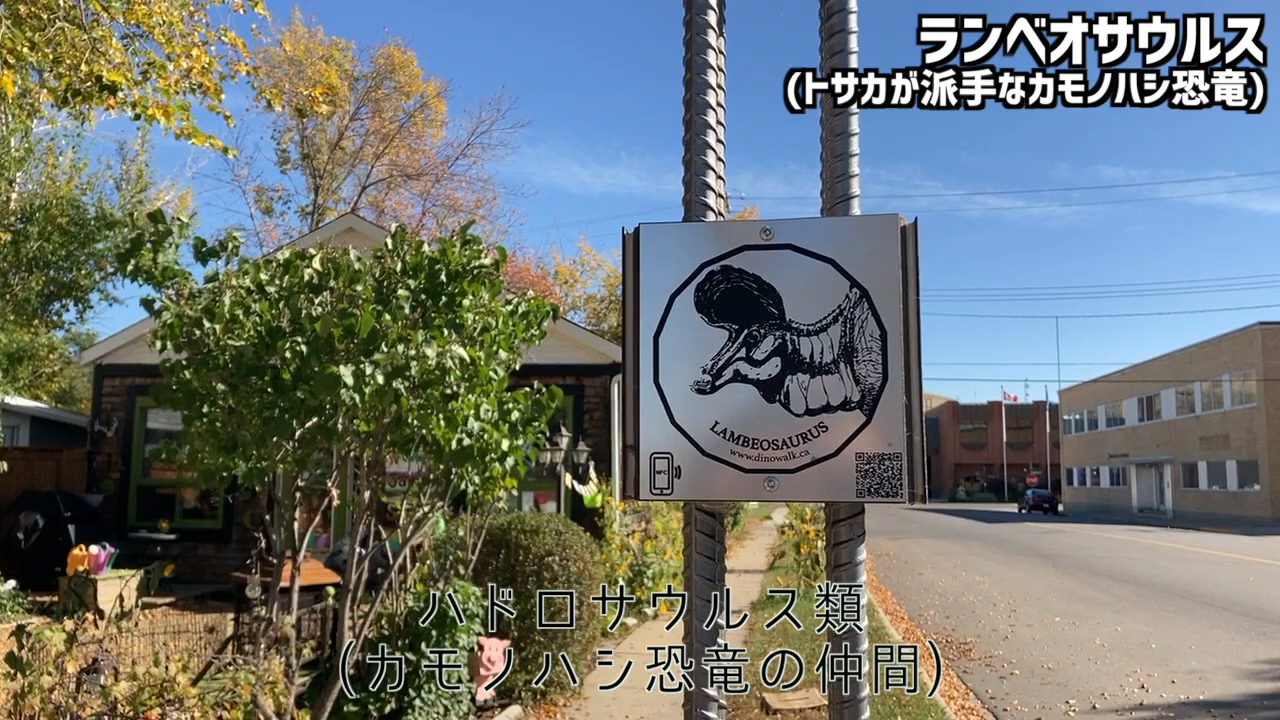 ランベオサウルス
(トサカが派手なカモノハシ恐竜)
LAMBEOSAURUS
www.dinowalk.ca
NFC
ハドロサウルス類
(カモノハシ恐竜の仲間)